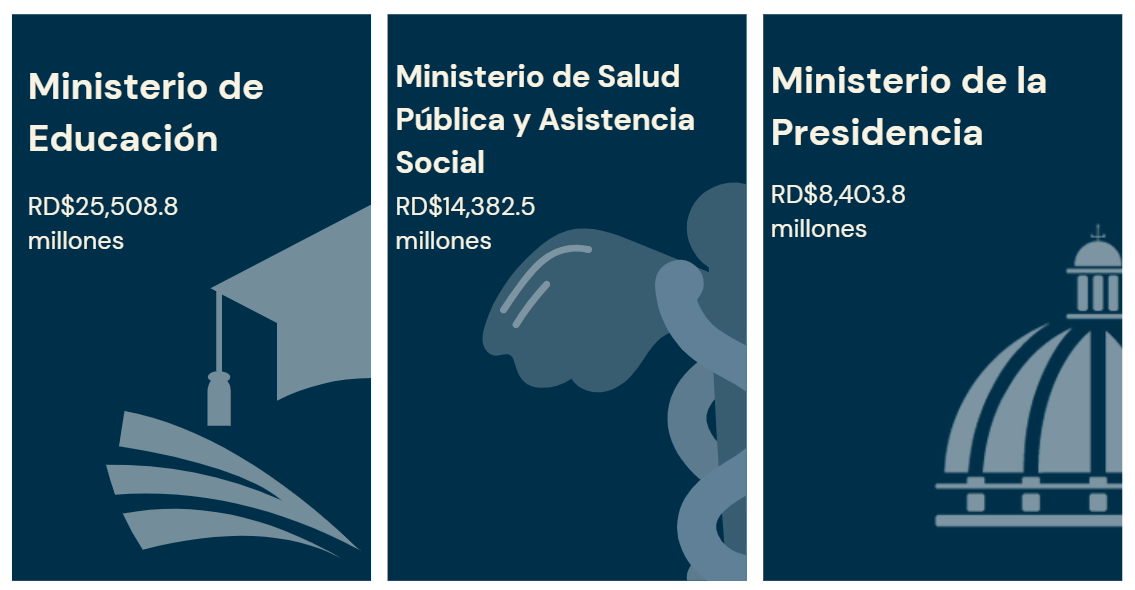 Ministerio de
Educación
RD$25,508.8
millones
Ministerio de Salud
Pública y Asistencia
Social
RD$14,382.5
millones
Ministerio de la
Presidencia
RD$8,403.8
millones